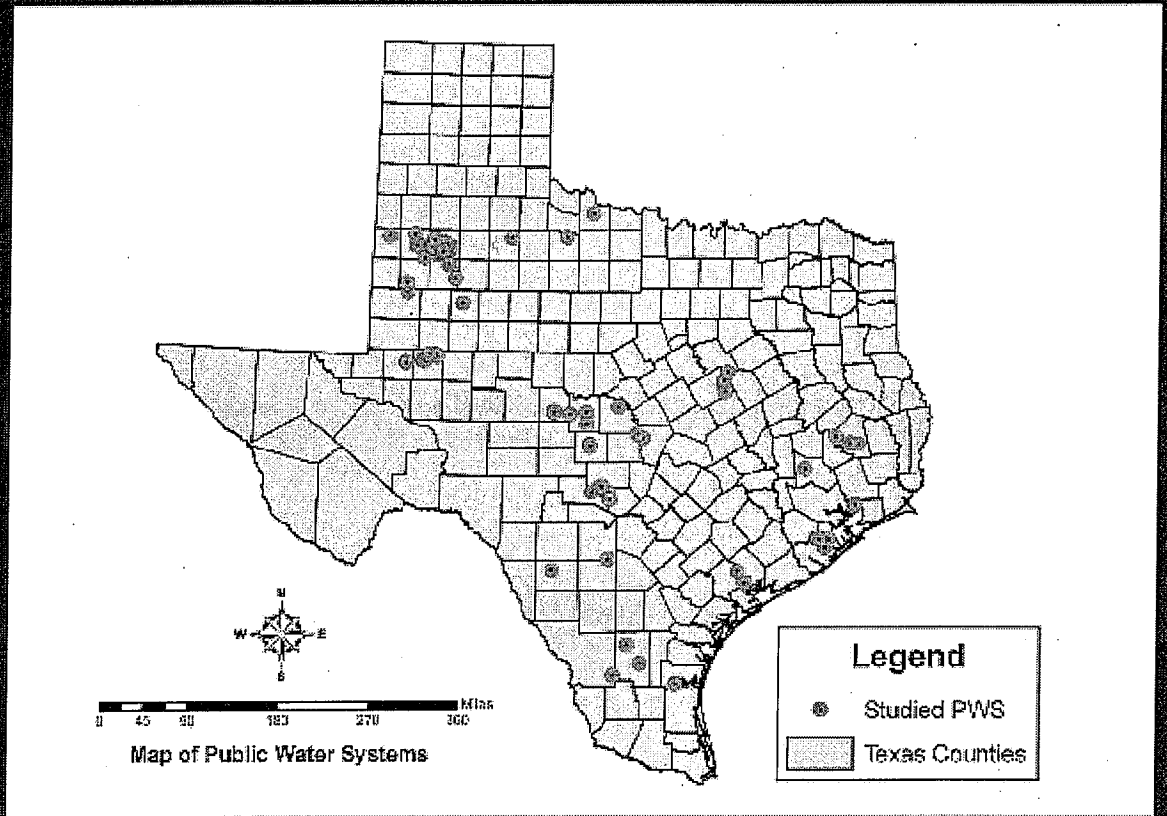 N
W E
S
0 45 90 180 270 360 Miles
Map of Public Water Systems
Legend
Studied PWS
Texas Counties